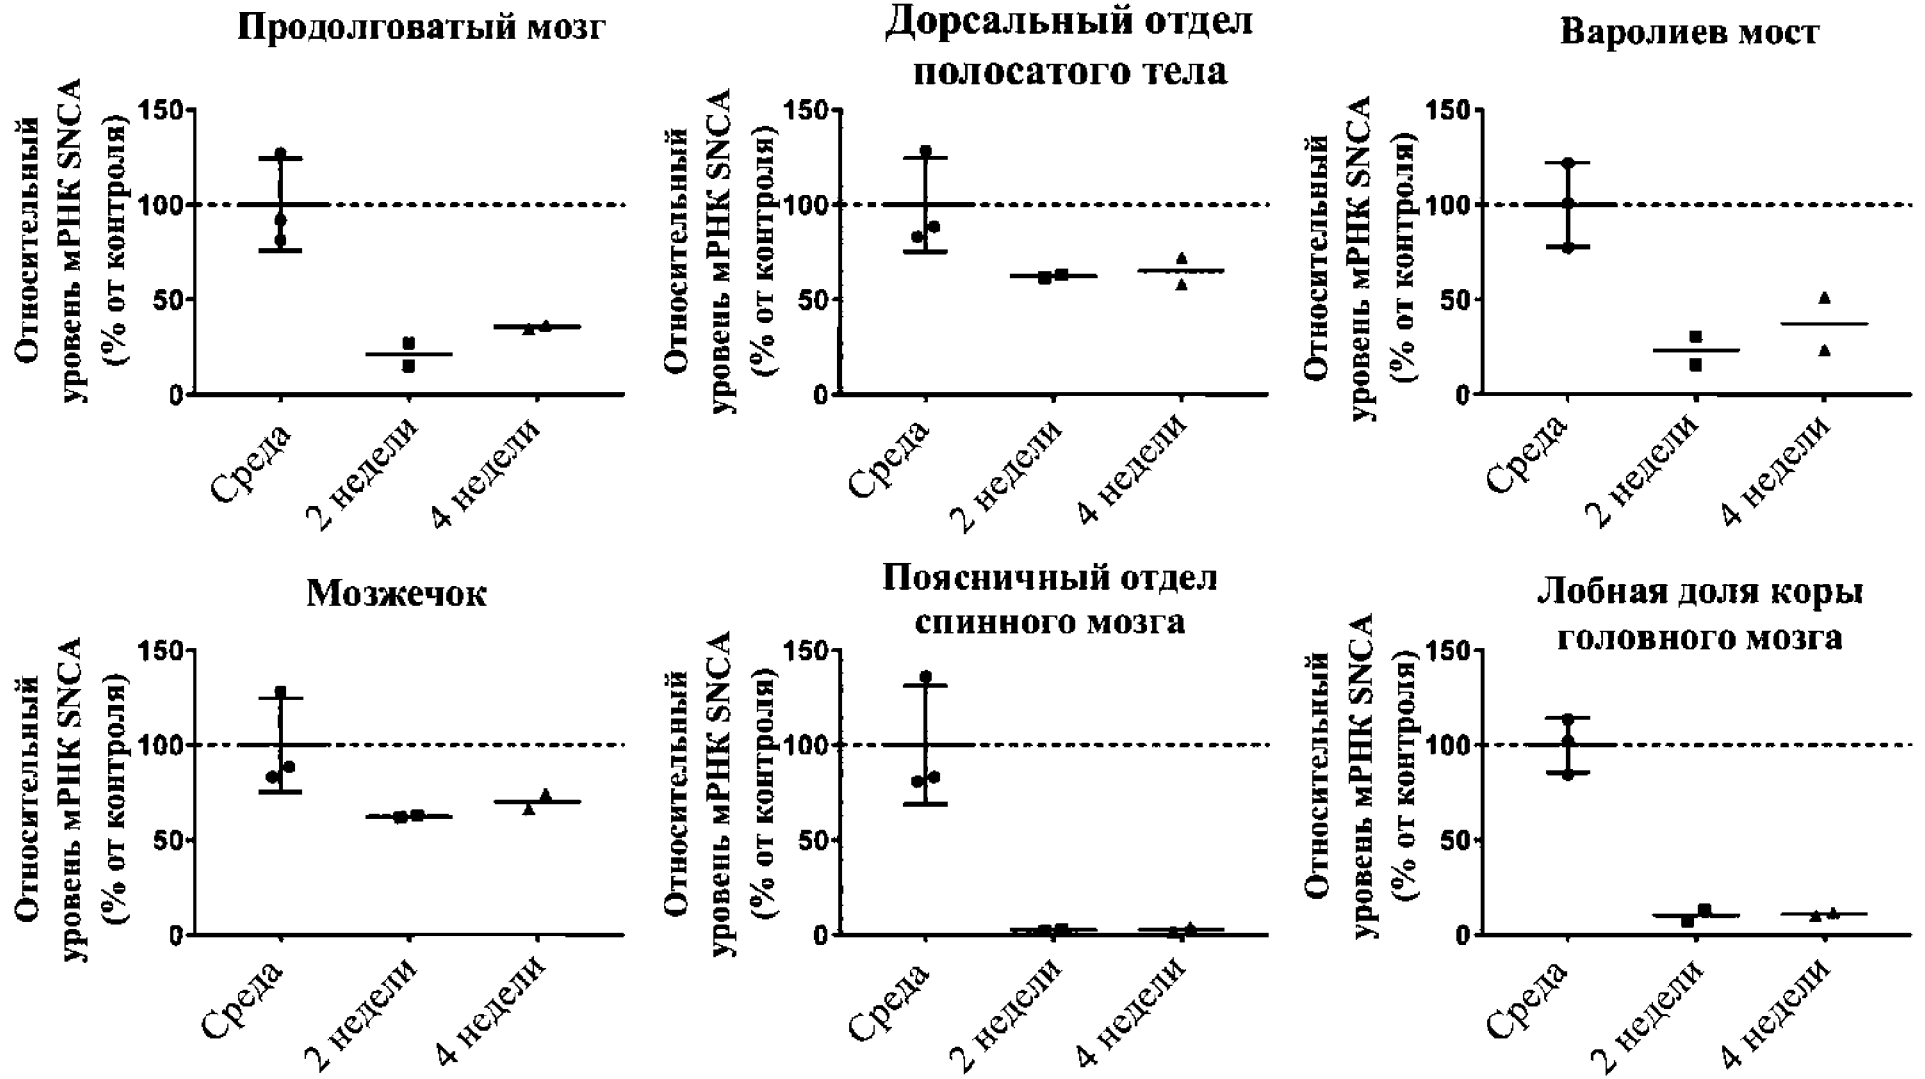 Продолговатый мозг
Относительный
уровень мРНК SNCA
(% от контроля)
150
100
50
0
Среда
2 недели
4 недели
Дорсальный отдел
полосатого тела
Относительный
уровень мРНК SNCA
(% от контроля)
150
100
50
0
Среда
2 недели
4 недели
Варолиев мост
Относительный
уровень мРНК SNCA
(% от контроля)
150
100
50
0
Среда
2 недели
4 недели
Мозжечок
Относительный
уровень мРНК SNCA
(% от контроля)
150
100
50
0
Среда
2 недели
4 недели
Поясничный отдел
спинного мозга
Относительный
уровень мРНК SNCA
(% от контроля)
150
100
50
0
Среда
2 недели
4 недели
Лобная доля коры
головного мозга
Относительный
уровень мРНК SNCA
(% от контроля)
150
100
50
0
Среда
2 недели
4 недели